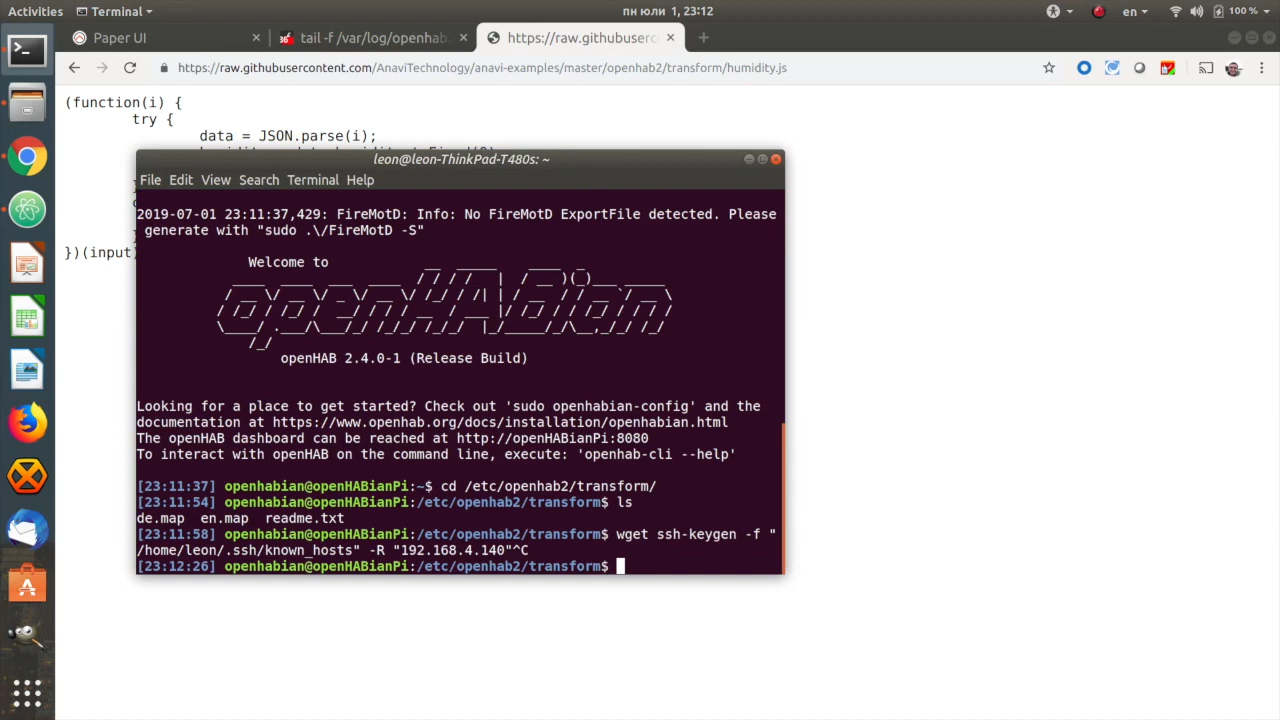 Activities
Terminal
пн юли 1, 23:12
en
100 %
Paper UI
tail -f /var/log/openhab
https://raw.githubuserc
https://raw.githubusercontent.com/AnaviTechnology/anavi-examples/master/openhab2/transform/humidity.js
(function(i) {
try {
data = JSON.parse(i);
})(input)
leon@leon-ThinkPad-T480s: ~
File Edit View Search Terminal Help
2019-07-01 23:11:37,429: FireMotD: Info: No FireMotD ExportFile detected. Please
generate with "sudo .\/FireMotD -S"
Welcome to
openHABian
openHAB 2.4.0-1 (Release Build)
Looking for a place to get started? Check out 'sudo openhabian-config' and the
documentation at https://www.openhab.org/docs/installation/openhabian.html
The openHAB dashboard can be reached at http://openHABianPi:8080
To interact with openHAB on the command line, execute: 'openhab-cli --help'
[23:11:37] openhabian@openHABianPi:~$ cd /etc/openhab2/transform/
[23:11:54] openhabian@openHABianPi:/etc/openhab2/transform$ ls
de.map en.map readme.txt
[23:11:58] openhabian@openHABianPi:/etc/openhab2/transform$ wget ssh-keygen -f "
/home/leon/.ssh/known_hosts" -R "192.168.4.140"^C
[23:12:26] openhabian@openHABianPi:/etc/openhab2/transform$